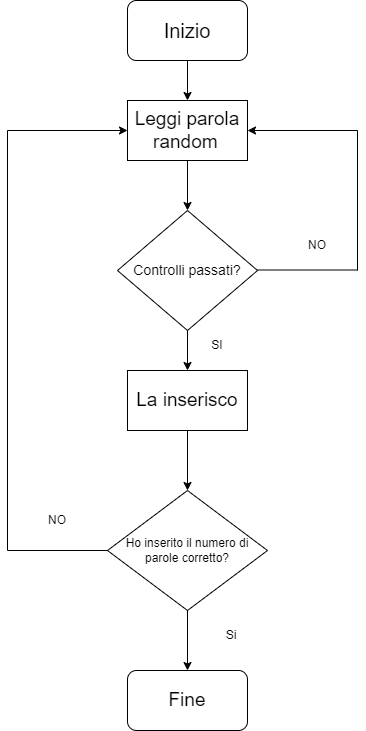 Inizio
Leggi parola
random
NO
Controlli passati?
SI
La inserisco
NO
Ho inserito il numero di
parole corretto?
Si
Fine